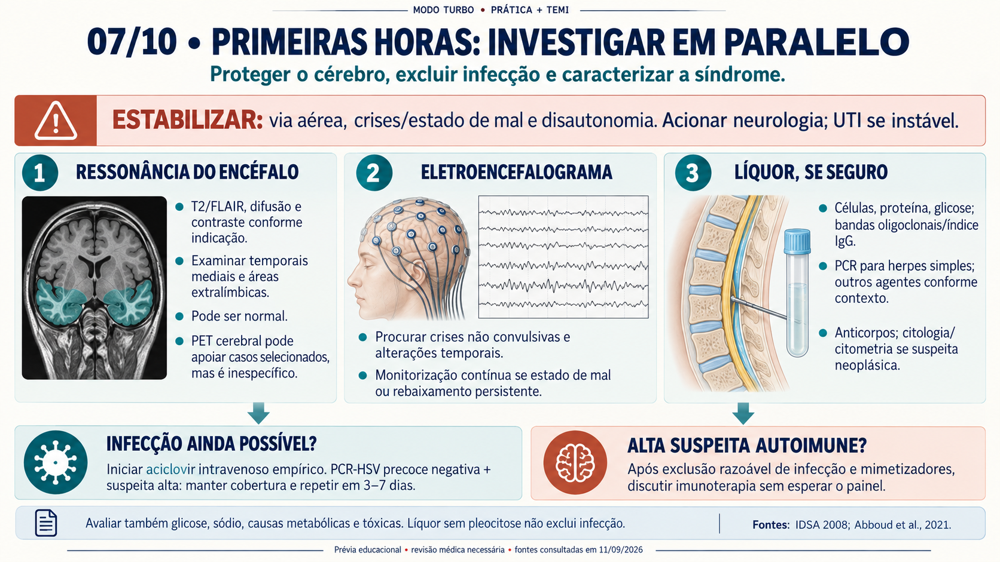 MODO TURBO • PRÁTICA + TEMI
07/10 • PRIMEIRAS HORAS: INVESTIGAR EM PARALELO
Proteger o cérebro, excluir infecção e caracterizar a síndrome.
ESTABILIZAR: via aérea, crises/estado de mal e disautonomia. Acionar neurologia; UTI se instável.
1 RESSONÂNCIA DO ENCÉFALO
• T2/FLAIR, difusão e
contraste conforme
indicação.
• Examinar temporais
mediais e áreas
extralímbicas.
• Pode ser normal.
• PET cerebral pode
apoiar casos selecionados,
mas é inespecífico.
2 ELETROENCEFALOGRAMA
• Procurar crises não convulsivas e
alterações temporais.
• Monitorização contínua se estado de mal
ou rebaixamento persistente.
3 LÍQUOR, SE SEGURO
• Células, proteína, glicose;
bandas oligoclonais/índice
IgG.
• PCR para herpes simples;
outros agentes conforme
contexto.
• Anticorpos; citologia/
citometria se suspeita
neoplásica.
INFECÇÃO AINDA POSSÍVEL?
Iniciar aciclovir intravenoso empírico. PCR-HSV precoce negativa +
suspeita alta: manter cobertura e repetir em 3–7 dias.
ALTA SUSPEITA AUTOIMUNE?
Após exclusão razoável de infecção e mimetizadores,
discutir imunoterapia sem esperar o painel.
Avaliar também glicose, sódio, causas metabólicas e tóxicas. Líquor sem pleocitose não exclui infecção.
Fontes: IDSA 2008; Abboud et al., 2021.
Prévia educacional • revisão médica necessária • fontes consultadas em 11/09/2026